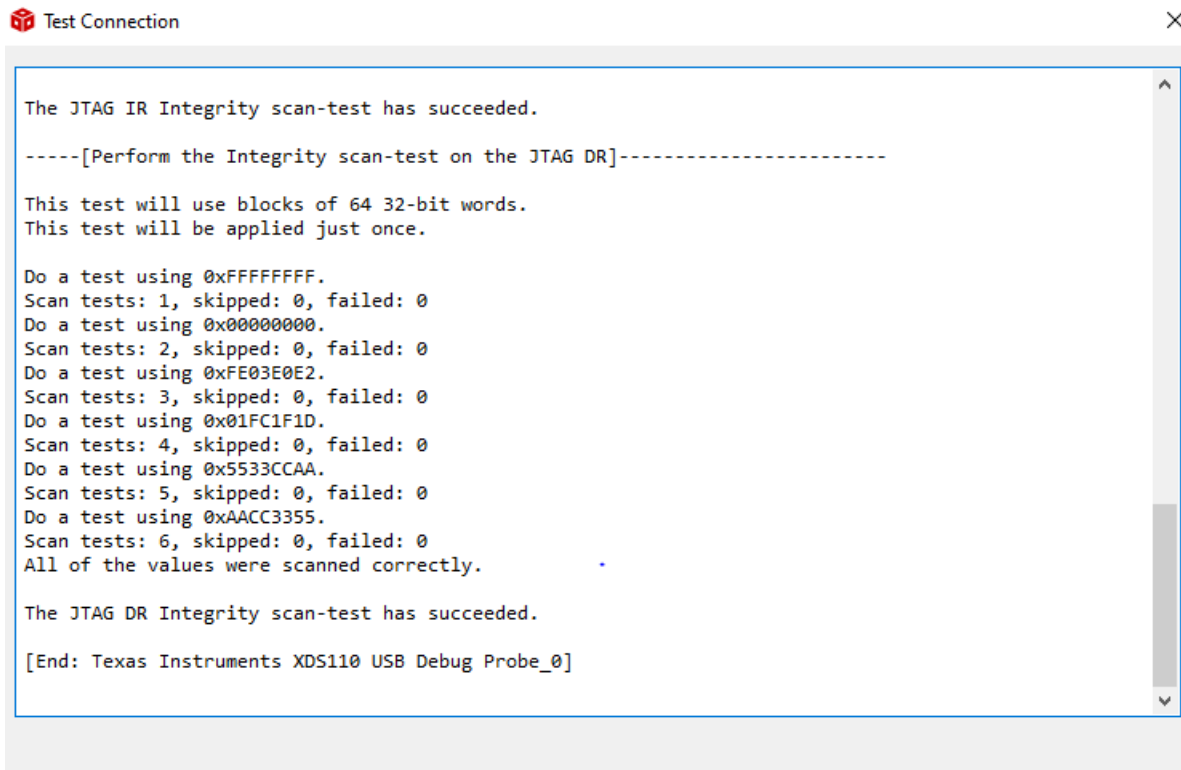 Test Connection
The JTAG IR Integrity scan-test has succeeded.
-----[Perform the Integrity scan-test on the JTAG DR]------------------------
This test will use blocks of 64 32-bit words.
This test will be applied just once.
Do a test using 0xFFFFFFFF.
Scan tests: 1, skipped: 0, failed: 0
Do a test using 0x00000000.
Scan tests: 2, skipped: 0, failed: 0
Do a test using 0xFE03E0E2.
Scan tests: 3, skipped: 0, failed: 0
Do a test using 0x01FC1F1D.
Scan tests: 4, skipped: 0, failed: 0
Do a test using 0x5533CCAA.
Scan tests: 5, skipped: 0, failed: 0
Do a test using 0xAACC3355.
Scan tests: 6, skipped: 0, failed: 0
All of the values were scanned correctly.
The JTAG DR Integrity scan-test has succeeded.
[End: Texas Instruments XDS110 USB Debug Probe_0]